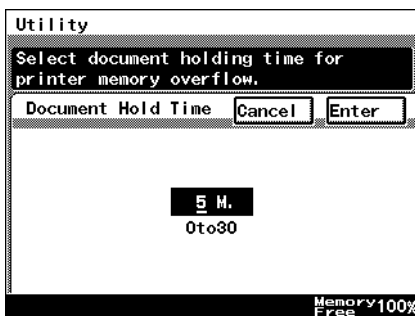 Utility
Select document holding time for
printer memory overflow.
Document Hold Time Cancel Enter
5 M.
0to30
Memory Free 100%